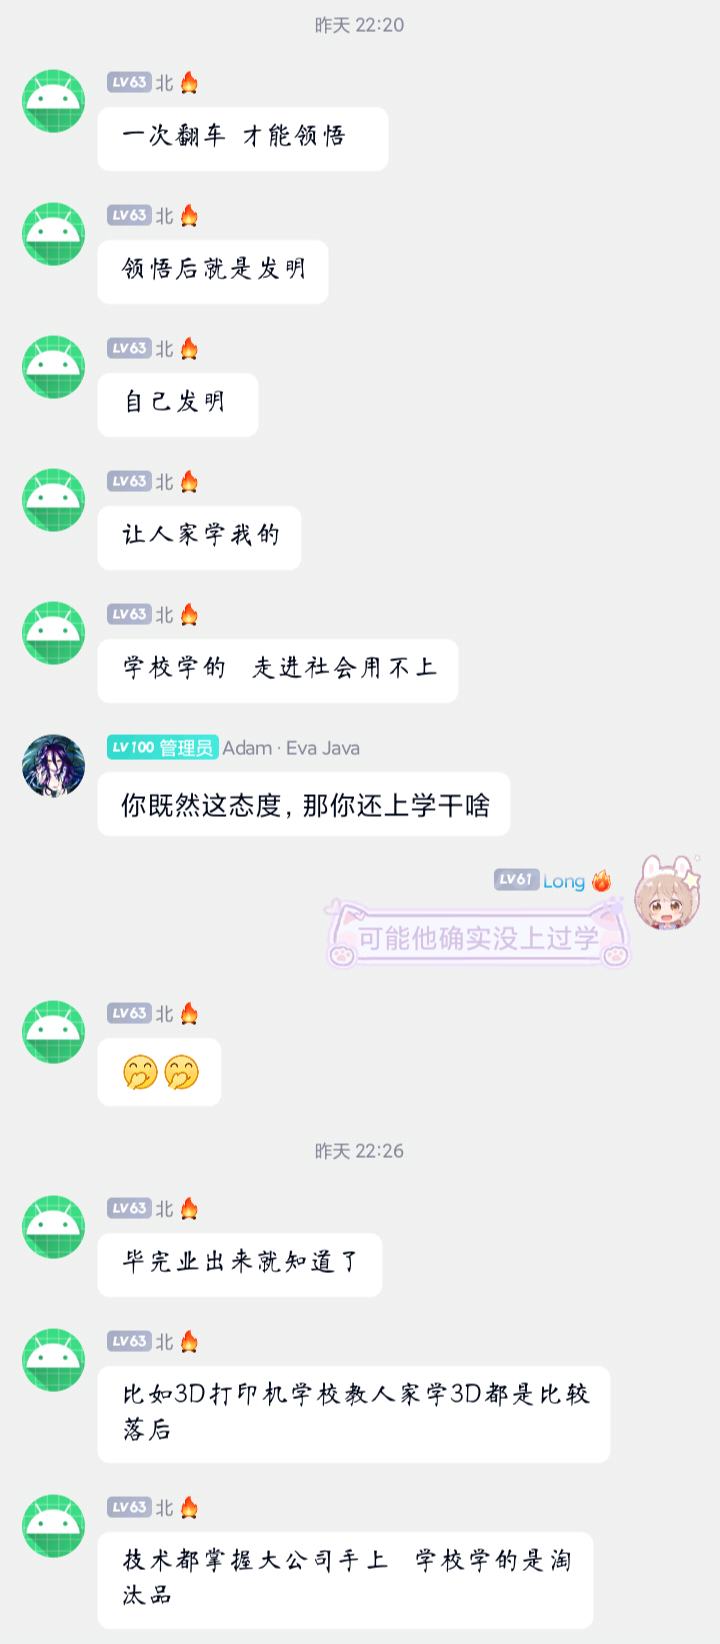 昨天 22:20
LV63 北
一次翻车 才能领悟
LV63 北
领悟后就是发明
LV63 北
自己发明
LV63 北
让人家学我的
LV63 北
学校学的 走进社会用不上
LV100 管理员 Adam · Eva Java
你既然这态度，那你还上学干啥
LV61 Long
可能他确实没上过学
LV63 北
昨天 22:26
LV63 北
毕完业出来就知道了
LV63 北
比如3D打印机学校教人家学3D都是比较
落后
LV63 北
技术都掌握大公司手上 学校学的是淘
汰品